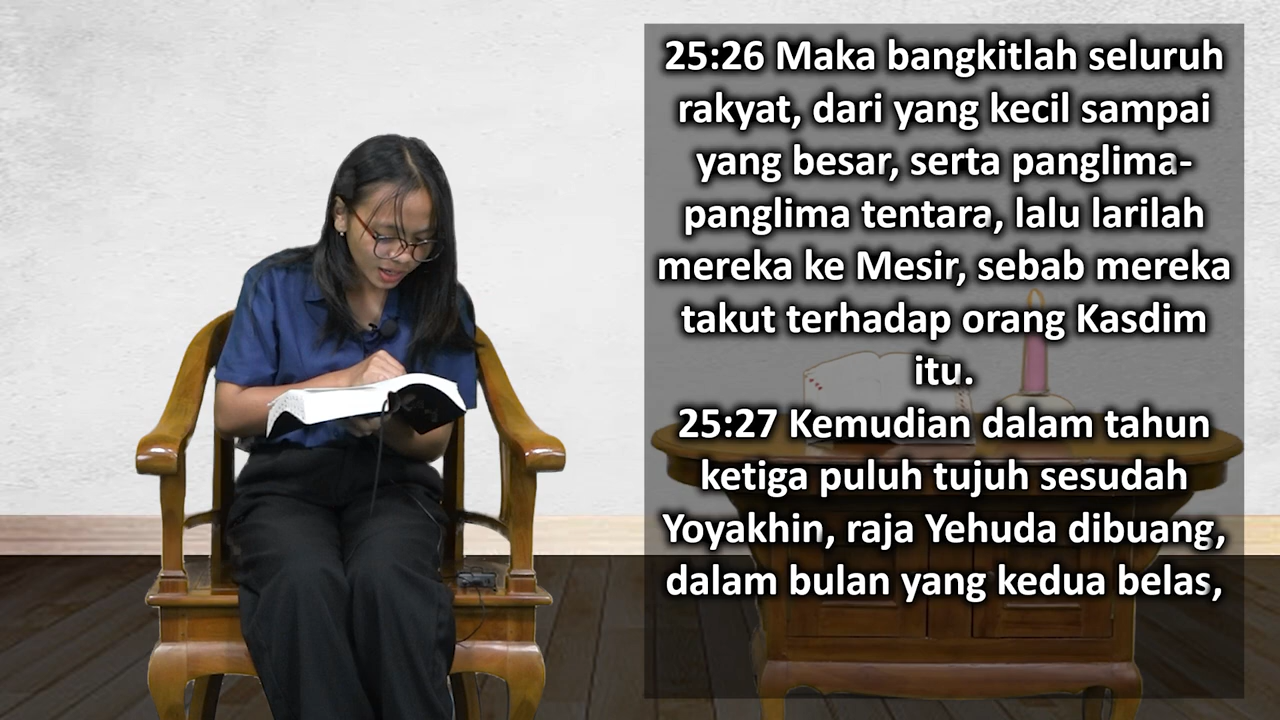 25:26 Maka bangkitlah seluruh
rakyat, dari yang kecil sampai
yang besar, serta panglima-
panglima tentara, lalu larilah
mereka ke Mesir, sebab mereka
takut terhadap orang Kasdim
itu.
25:27 Kemudian dalam tahun
ketiga puluh tujuh sesudah
Yoyakhin, raja Yehuda dibuang,
dalam bulan yang kedua belas,